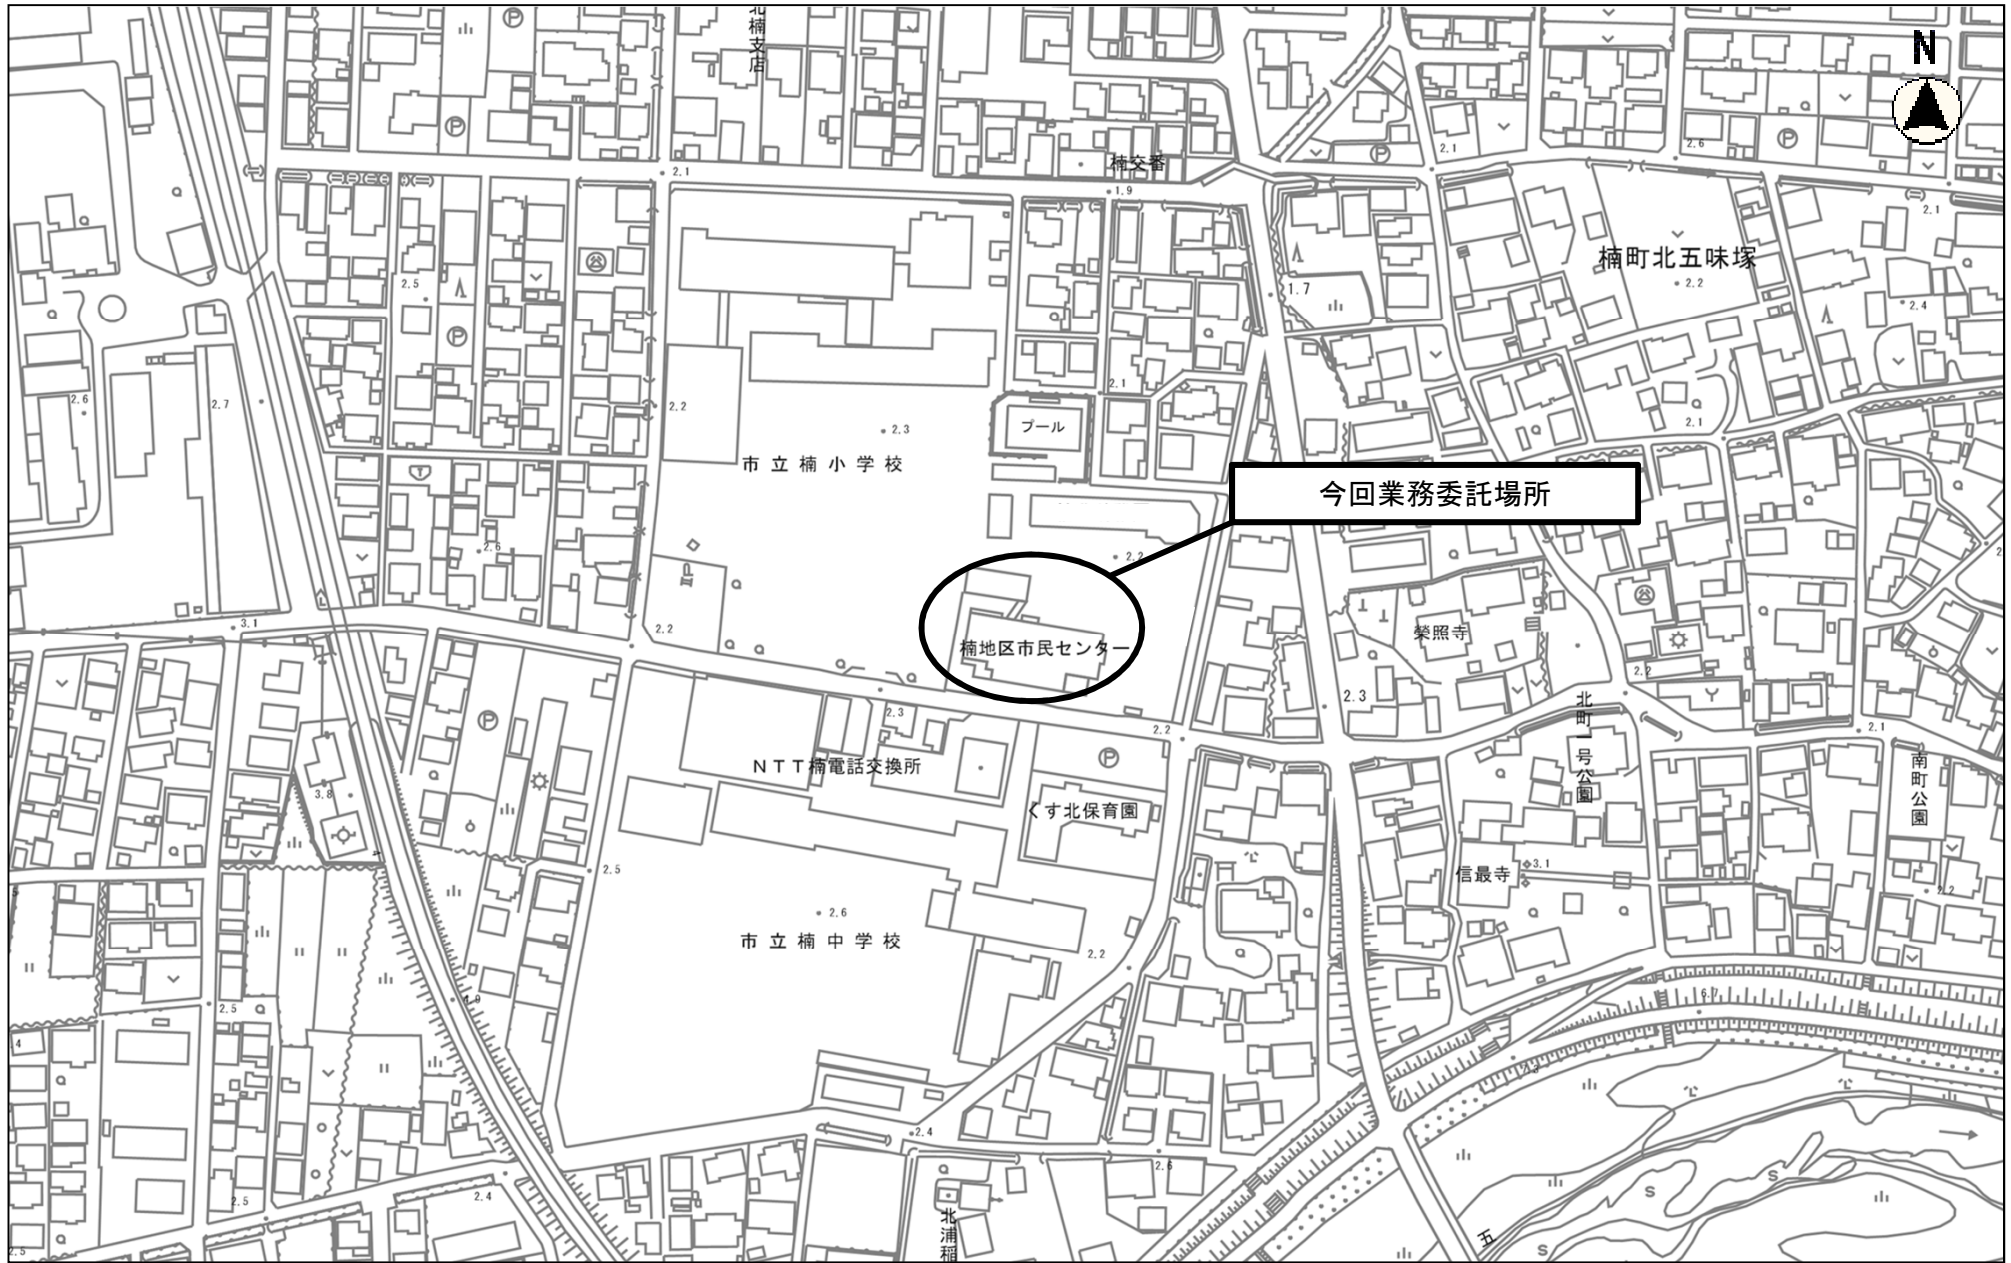 北楠支店
N
楠交番
2.1
1.9
2.1
2.6
2.1
楠町北五味塚
2.2
2.5
1.7
2.4
2.6
2.7
2.2
2.3
2.1
2.1
プール
市立楠小学校
今回業務委託場所
2.6
2.2
3.1
2.2
楠地区市民センター
榮照寺
2.2
2.3
2.3
2.2
2.1
北町一号公園
南町公園
NTT楠電話交換所
3.8
くす北保育園
2.5
信最寺
3.1
2.2
2.6
市立楠中学校
2.2
4.9
2.5
6.7
2.4
2.6
2.5
2.4
北浦稲
五
S
S
S
2.5